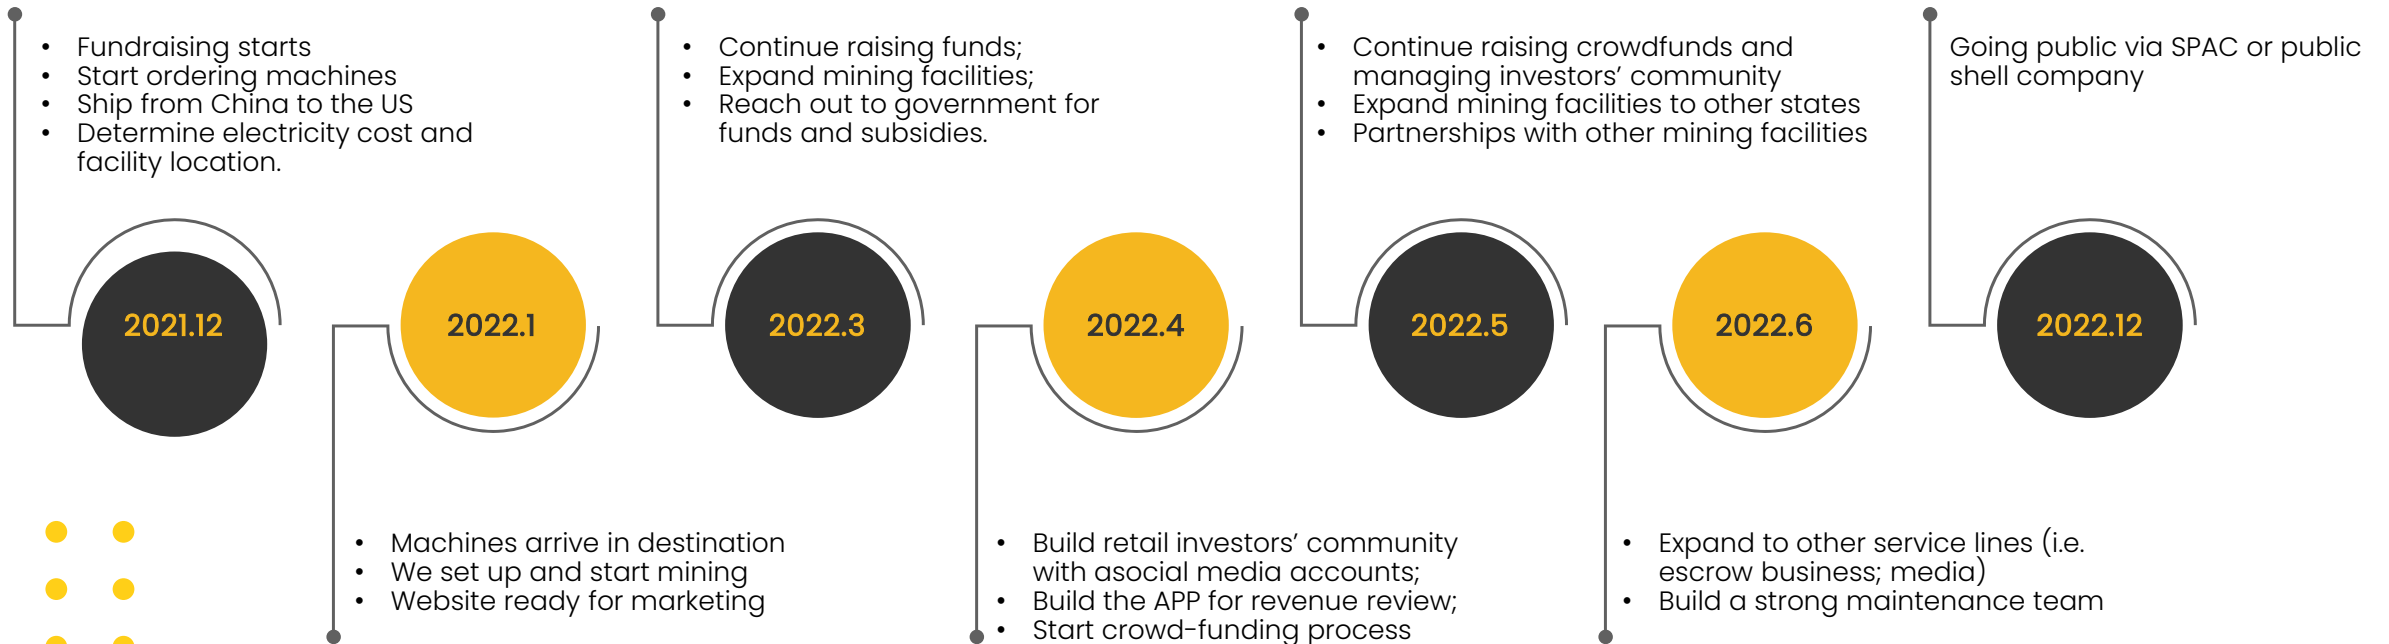 • Fundraising starts
• Start ordering machines
• Ship from China to the US
• Determine electricity cost and
facility location.
• Continue raising funds;
• Expand mining facilities;
• Reach out to government for
funds and subsidies.
• Continue raising crowdfunds and
managing investors’ community
• Expand mining facilities to other states
• Partnerships with other mining facilities
Going public via SPAC or public
shell company
2021.12
2022.1
2022.3
2022.4
2022.5
2022.6
2022.12
• Machines arrive in destination
• We set up and start mining
• Website ready for marketing
• Build retail investors’ community
with asocial media accounts;
• Build the APP for revenue review;
• Start crowd-funding process
• Expand to other service lines (i.e.
escrow business; media)
• Build a strong maintenance team